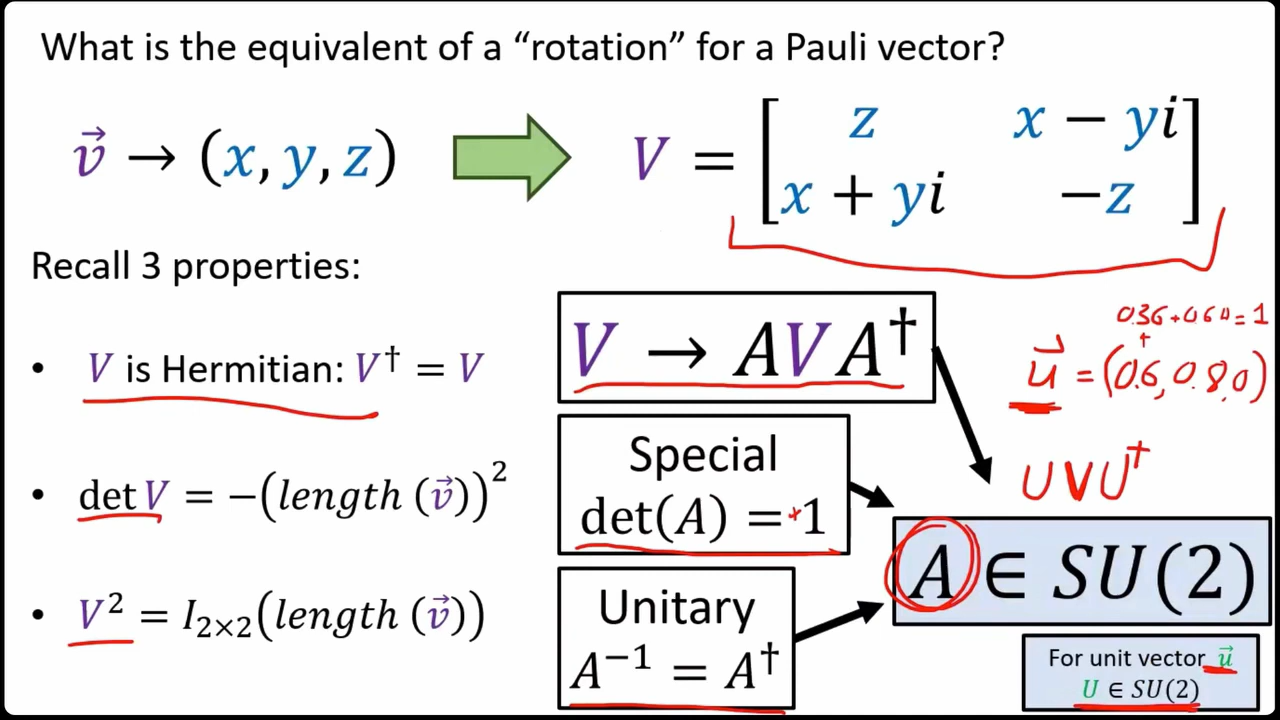 What is the equivalent of a “rotation” for a Pauli vector?
v⃗ → (x, y, z)
V = [ z x − yi
x + yi −z ]
Recall 3 properties:
• V is Hermitian: V† = V
• det V = −(length (v⃗))²
• V² = I₂ₓ₂(length (v⃗))
V → AVA†
Special
det(A) = +1
Unitary
A⁻¹ = A†
0.36 + 0.64 = 1
u⃗ = (0.6, 0.8, 0)
UVU†
A ∈ SU(2)
For unit vector u⃗
U ∈ SU(2)